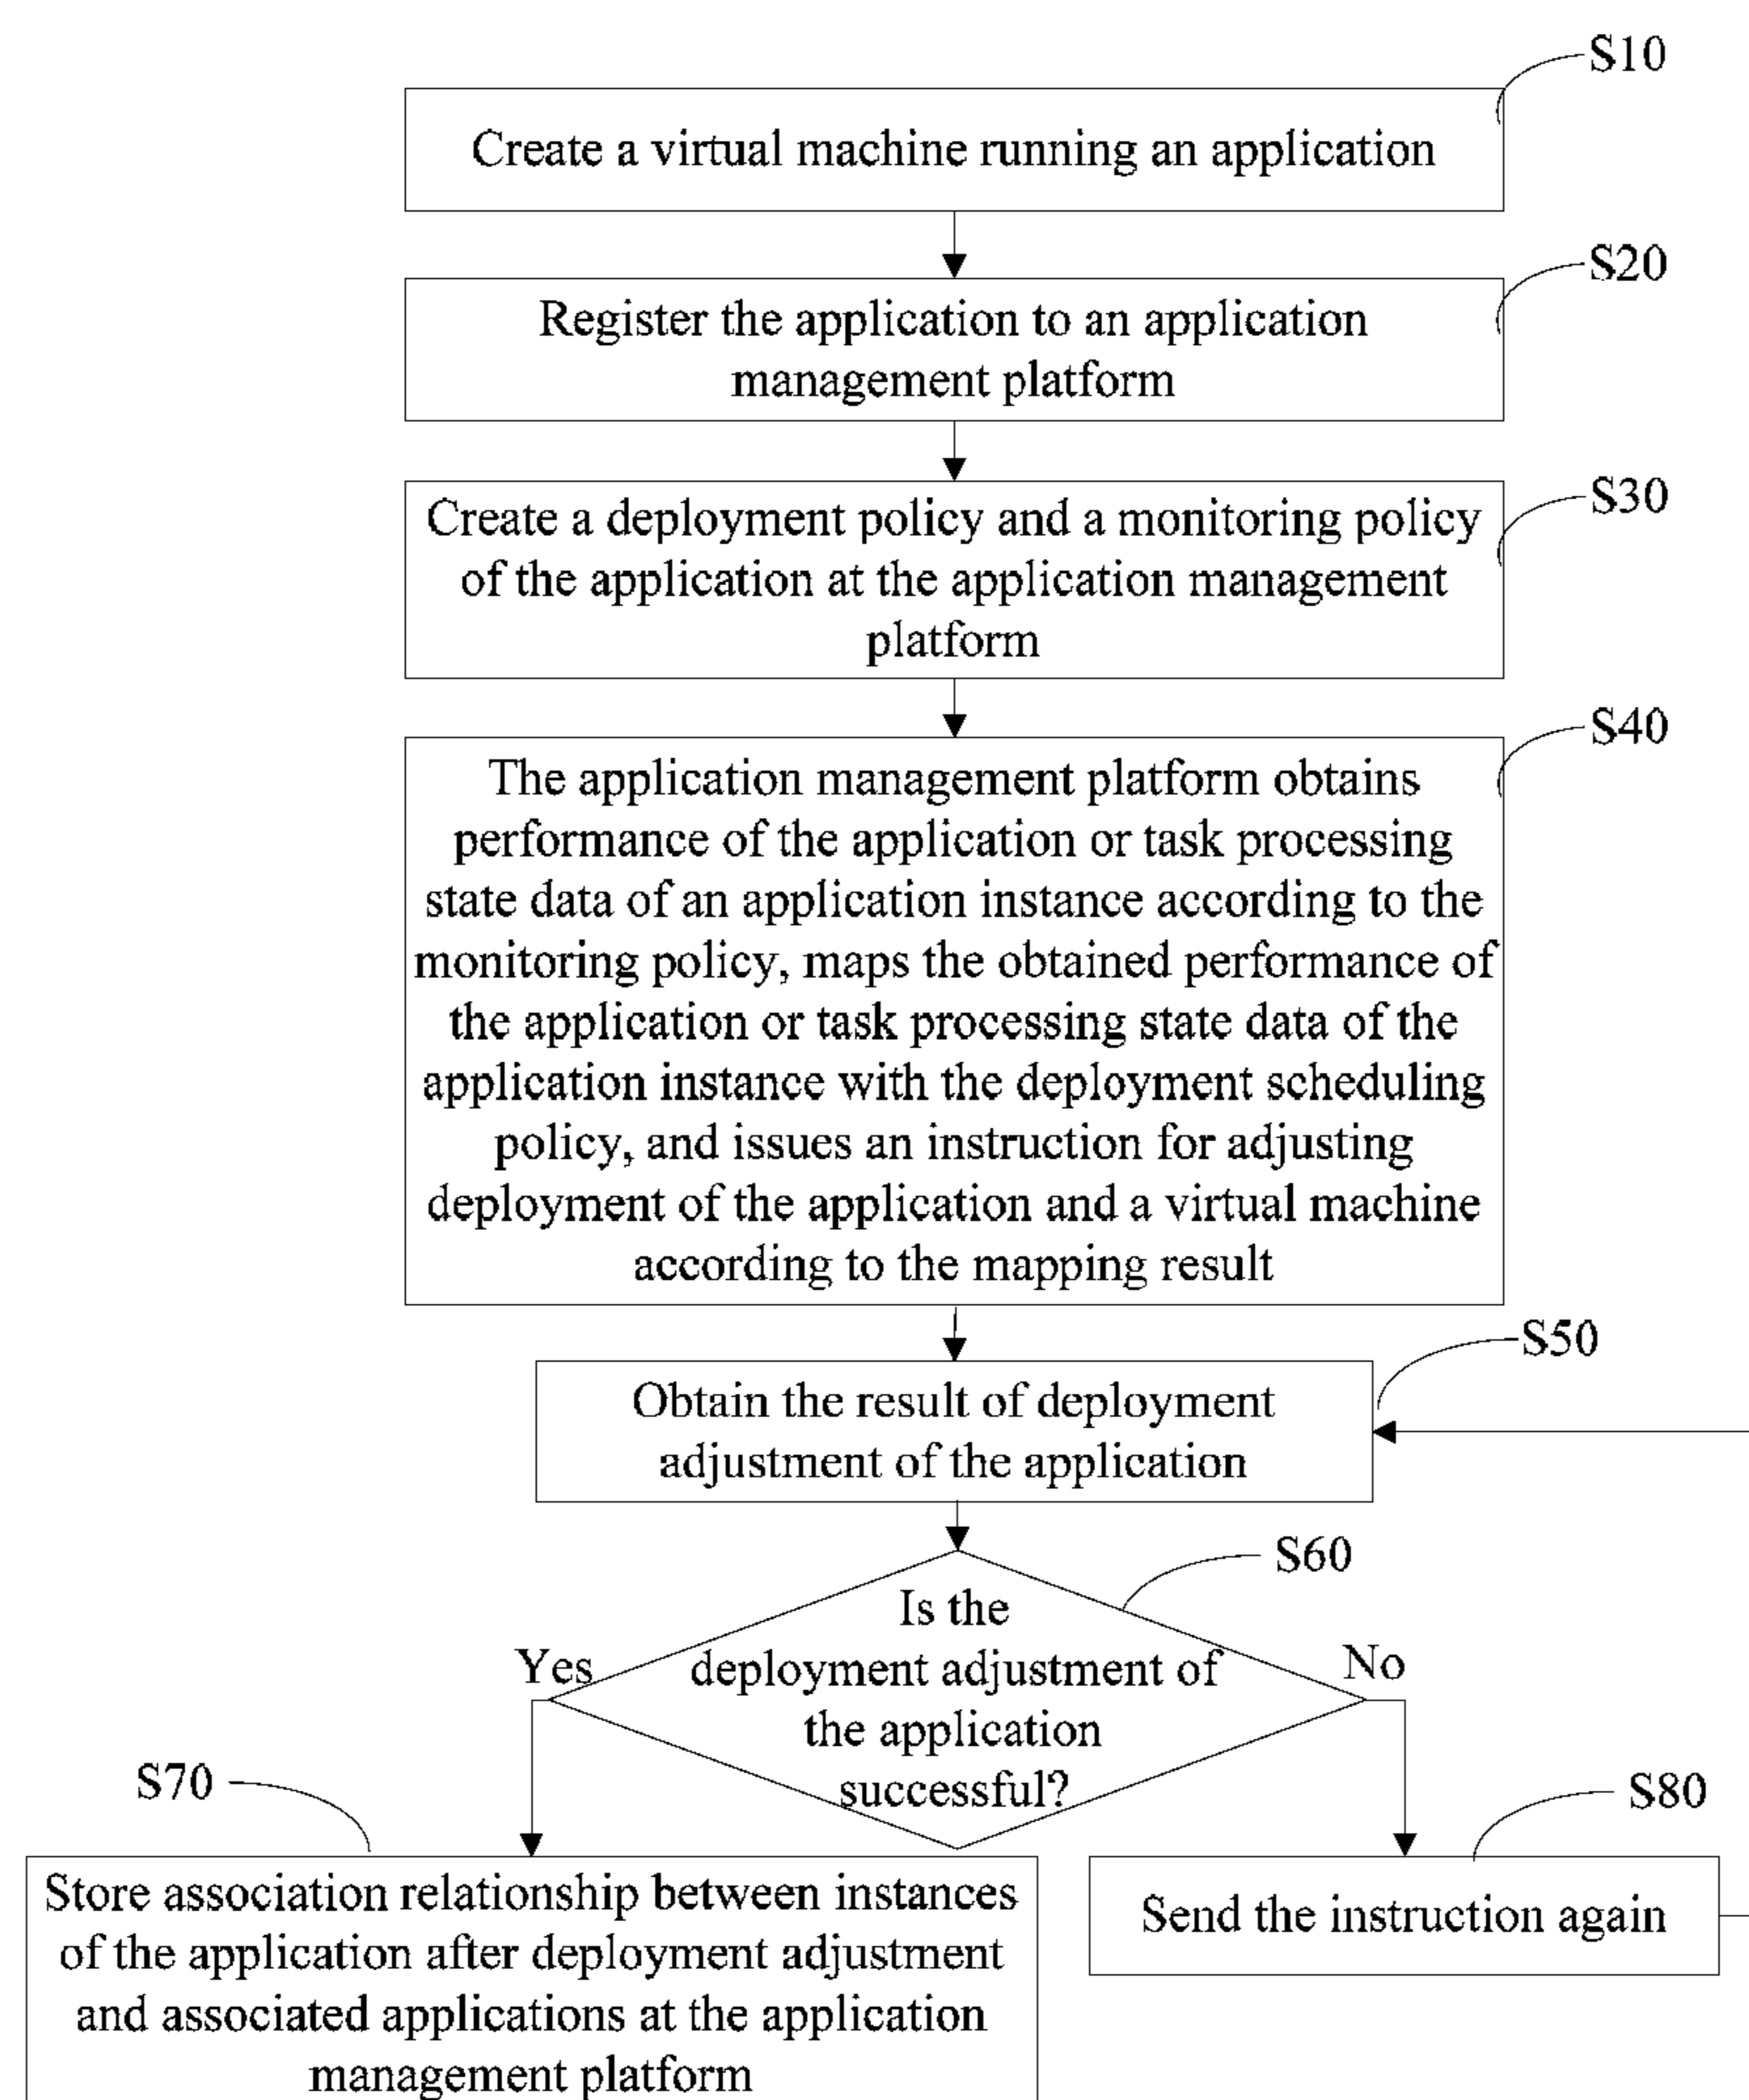 S10
Create a virtual machine running an application
S20
Register the application to an application
management platform
S30
Create a deployment policy and a monitoring policy
of the application at the application management
platform
S40
The application management platform obtains
performance of the application or task processing
state data of an application instance according to the
monitoring policy, maps the obtained performance of
the application or task processing state data of the
application instance with the deployment scheduling
policy, and issues an instruction for adjusting
deployment of the application and a virtual machine
according to the mapping result
S50
Obtain the result of deployment
adjustment of the application
S60
Is the
deployment adjustment of
the application
successful?
Yes
No
S70
Store association relationship between instances
of the application after deployment adjustment
and associated applications at the application
management platform
S80
Send the instruction again